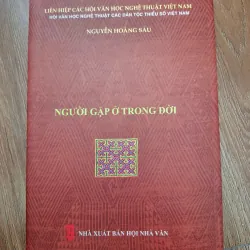 LIÊN HIỆP CÁC HỘI VĂN HỌC NGHỆ THUẬT VIỆT NAM
HỘI VĂN HỌC NGHỆ THUẬT CÁC DÂN TỘC THIỂU SỐ VIỆT NAM
NGUYỄN HOÀNG SÁU
NGƯỜI GẶP Ở TRONG ĐỜI
NHÀ XUẤT BẢN HỘI NHÀ VĂN